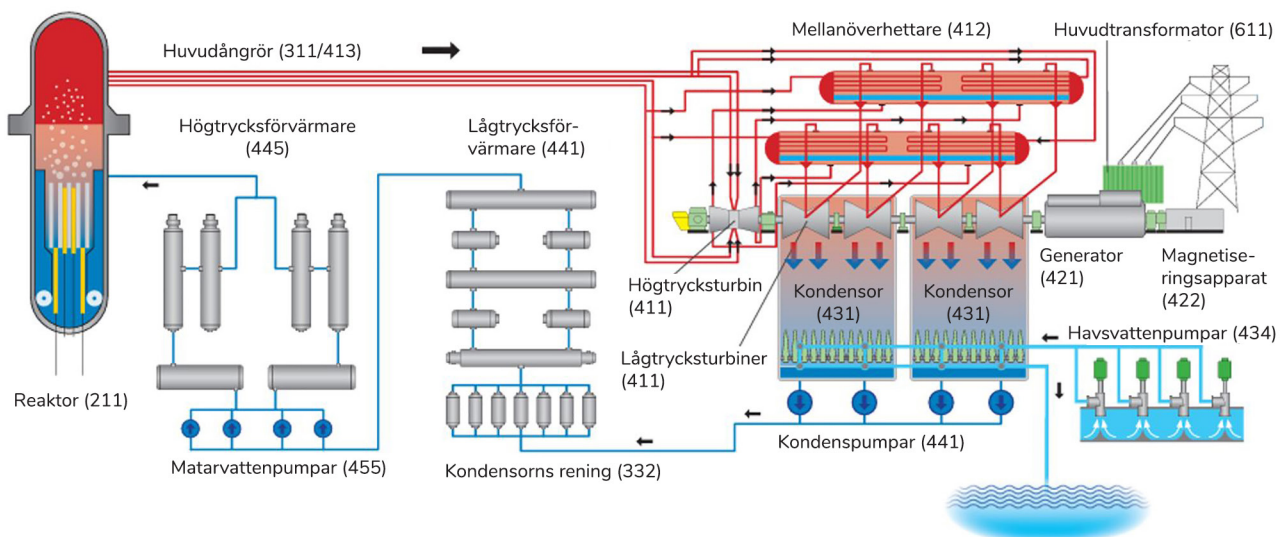 Huvudångrör (311/413)
Mellanöverhettare (412)
Huvudtransformator (611)
Högtrycksförvärmare
(445)
Lågtrycksför-
värmare (441)
Högtrycksturbin
(411)
Lågtrycksturbiner
(411)
Kondensor
(431)
Kondensor
(431)
Generator
(421)
Magnetise-
ringsapparat
(422)
Havsvattenpumpar (434)
Reaktor (211)
Matarvattenpumpar (455)
Kondensorns rening (332)
Kondenspumpar (441)